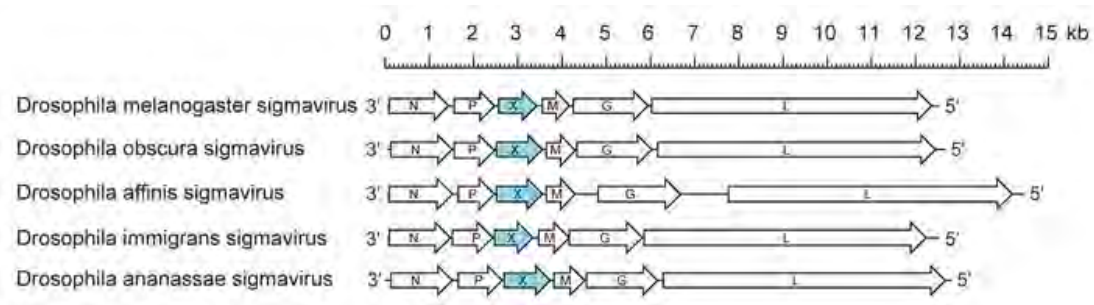 0 1 2 3 4 5 6 7 8 9 10 11 12 13 14 15 kb
Drosophila melanogaster sigmavirus 3' N P X M G L 5'
Drosophila obscura sigmavirus 3' N P X M G L 5'
Drosophila affinis sigmavirus 3' N P X M G L 5'
Drosophila immigrans sigmavirus 3' N P X M G L 5'
Drosophila ananassae sigmavirus 3' N P X M G L 5'